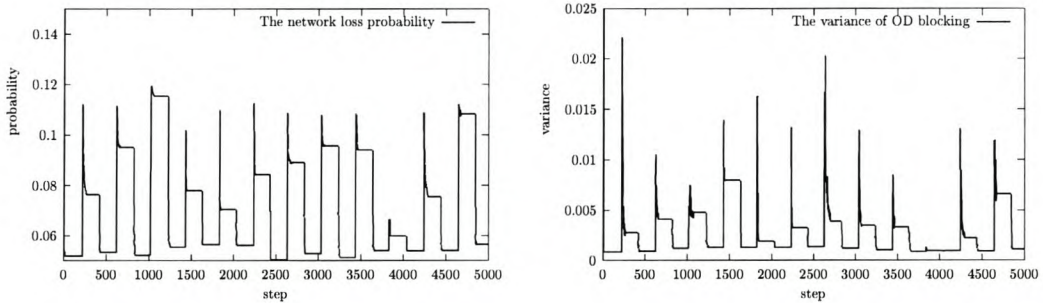 0.14
0.12
0.1
0.08
0.06
probability
The network loss probability
0 500 1000 1500 2000 2500 3000 3500 4000 4500 5000
step
0.025
0.02
0.015
0.01
0.005
0
variance
The variance of OD blocking
0 500 1000 1500 2000 2500 3000 3500 4000 4500 5000
step